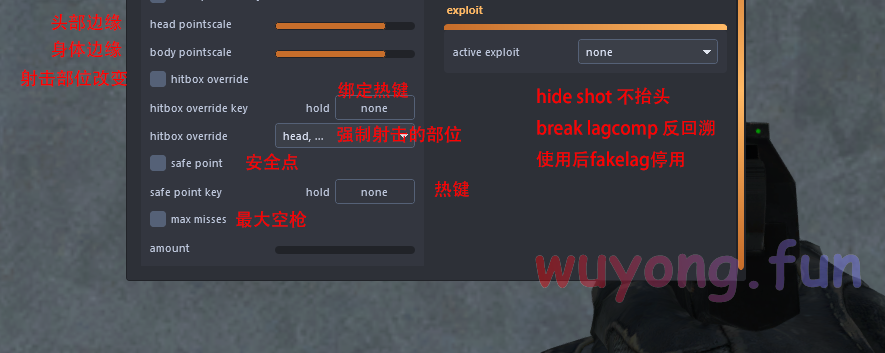 exploit
头部边缘
head pointscale
身体边缘
body pointscale
active exploit
none
射击部位改变
hitbox override
绑定热键
hitbox override key
hold
none
hitbox override
head, ...
强制射击的部位
safe point
安全点
safe point key
hold
none
热键
max misses
最大空枪
amount
hide shot 不抬头
break lagcomp 反回溯
使用后fakelag停用
wuyong.fun